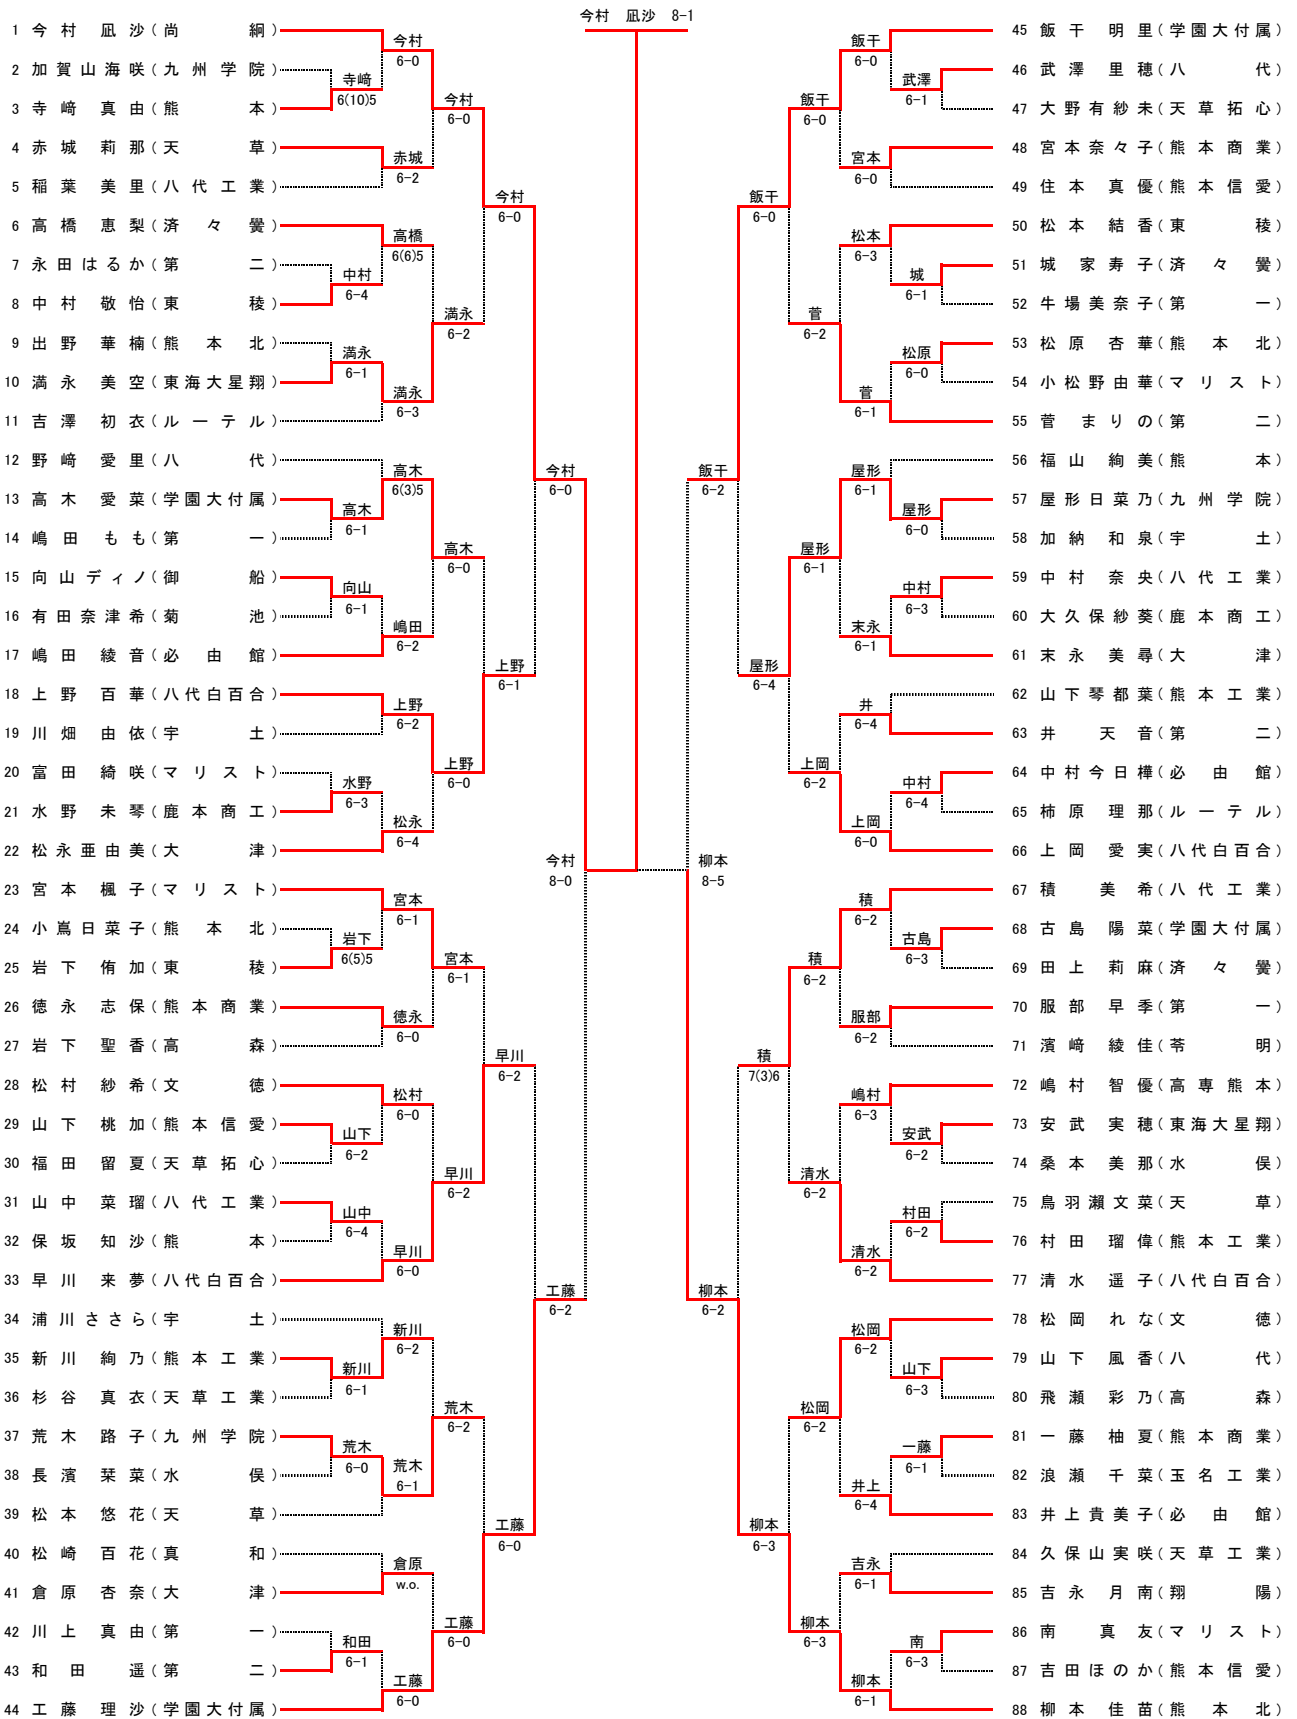 今村 凪沙 8-1
1 今村 凪沙(尚 絅)
2 加賀山海咲(九州学院)
3 寺﨑 真由(熊 本)
4 赤城 莉那(天 草)
5 稲葉 美里(八代工業)
6 高橋 恵梨(済々黌)
7 永田はるか(第 二)
8 中村 敬怡(東 稜)
9 出野 華楠(熊本北)
10 満永 美空(東海大星翔)
11 吉澤 初衣(ルーテル)
12 野﨑 愛里(八 代)
13 高木 愛菜(学園大付属)
14 嶋田 もも(第 一)
15 向山ディノ(御 船)
16 有田奈津希(菊 池)
17 嶋田 綾音(必由館)
18 上野 百華(八代白百合)
19 川畑 由依(宇 土)
20 富田 綺咲(マリスト)
21 水野 未琴(鹿本商工)
22 松永亜由美(大 津)
23 宮本 楓子(マリスト)
24 小嶌日菜子(熊本北)
25 岩下 侑加(東 稜)
26 徳永 志保(熊本商業)
27 岩下 聖香(高 森)
28 松村 紗希(文 徳)
29 山下 桃加(熊本信愛)
30 福田 留夏(天草拓心)
31 山中 菜瑠(八代工業)
32 保坂 知沙(熊 本)
33 早川 来夢(八代白百合)
34 浦川ささら(宇 土)
35 新川 絢乃(熊本工業)
36 杉谷 真衣(天草工業)
37 荒木 路子(九州学院)
38 長濱 栞菜(水 俣)
39 松本 悠花(天 草)
40 松崎 百花(真 和)
41 倉原 杏奈(大 津)
42 川上 真由(第 一)
43 和田 遥(第 二)
44 工藤 理沙(学園大付属)
寺﨑
6(10)5
中村
6-4
満永
6-1
高木
6-1
向山
6-1
水野
6-3
岩下
6(5)5
山下
6-2
山中
6-4
新川
6-1
荒木
6-0
和田
6-1
今村
6-0
赤城
6-2
高橋
6(6)5
満永
6-3
高木
6(3)5
嶋田
6-2
上野
6-2
松永
6-4
宮本
6-1
徳永
6-0
松村
6-0
早川
6-0
新川
6-2
荒木
6-1
倉原
w.o.
工藤
6-0
今村
6-0
満永
6-2
高木
6-0
上野
6-0
宮本
6-1
早川
6-2
荒木
6-2
工藤
6-0
今村
6-0
上野
6-1
早川
6-2
工藤
6-0
今村
6-0
工藤
6-2
今村
8-0
柳本
8-5
飯干
6-2
柳本
6-2
飯干
6-0
屋形
6-4
積
7(3)6
柳本
6-3
飯干
6-0
菅
6-2
屋形
6-1
上岡
6-2
積
6-2
清水
6-2
松岡
6-2
柳本
6-3
飯干
6-0
宮本
6-0
松本
6-3
菅
6-1
屋形
6-1
末永
6-1
井
6-4
上岡
6-0
積
6-2
服部
6-2
嶋村
6-3
清水
6-2
松岡
6-2
井上
6-4
吉永
6-1
柳本
6-1
武澤
6-1
城
6-1
松原
6-0
屋形
6-0
中村
6-3
中村
6-4
古島
6-3
安武
6-2
村田
6-2
山下
6-3
一藤
6-1
南
6-3
45 飯干 明里(学園大付属)
46 武澤 里穂(八 代)
47 大野有紗未(天草拓心)
48 宮本奈々子(熊本商業)
49 住本 真優(熊本信愛)
50 松本 結香(東 稜)
51 城 家寿子(済々黌)
52 牛場美奈子(第 一)
53 松原 杏華(熊本北)
54 小松野由華(マリスト)
55 菅 まりの(第 二)
56 福山 絢美(熊 本)
57 屋形日菜乃(九州学院)
58 加納 和泉(宇 土)
59 中村 奈央(八代工業)
60 大久保紗葵(鹿本商工)
61 末永 美尋(大 津)
62 山下琴都葉(熊本工業)
63 井 天音(第 二)
64 中村今日樺(必由館)
65 柿原 理那(ルーテル)
66 上岡 愛実(八代白百合)
67 積 美希(八代工業)
68 古島 陽菜(学園大付属)
69 田上 莉麻(済々黌)
70 服部 早季(第 一)
71 濱﨑 綾佳(苓 明)
72 嶋村 智優(高専熊本)
73 安武 実穂(東海大星翔)
74 桑本 美那(水 俣)
75 鳥羽瀬文菜(天 草)
76 村田 瑠偉(熊本工業)
77 清水 遥子(八代白百合)
78 松岡 れな(文 徳)
79 山下 風香(八 代)
80 飛瀬 彩乃(高 森)
81 一藤 柚夏(熊本商業)
82 浪瀬 千菜(玉名工業)
83 井上貴美子(必由館)
84 久保山実咲(天草工業)
85 吉永 月南(翔 陽)
86 南 真友(マリスト)
87 吉田ほのか(熊本信愛)
88 柳本 佳苗(熊本北)